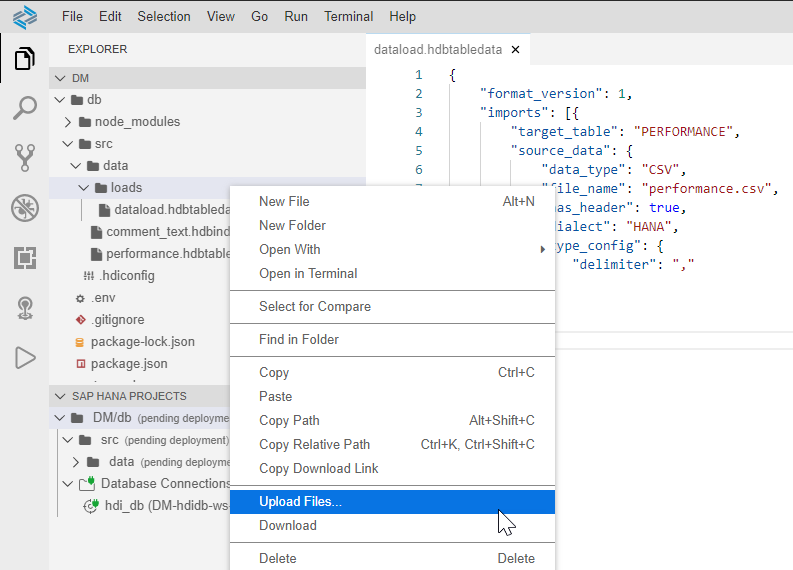 File Edit Selection View Go Run Terminal Help
EXPLORER
DM
db
node_modules
src
data
loads
dataload.hdbtableda
comment_text.hdbind
performance.hdbtable
.hdiconfig
.env
.gitignore
package-lock.json
package.json
SAP HANA PROJECTS
DM/db (pending deployment)
src (pending deployment)
data (pending deployme
Database Connections
hdi_db (DM-hdidb-ws
dataload.hdbtabledata ×
1 {
2 "format_version": 1,
3 "imports": [{
4 "target_table": "PERFORMANCE",
5 "source_data": {
6 "data_type": "CSV",
7 "file_name": "performance.csv",
has_header": true,
dialect": "HANA",
type_config": {
"delimiter": ","
New File Alt+N
New Folder
Open With
Open in Terminal
Select for Compare
Find in Folder
Copy Ctrl+C
Paste
Copy Path Alt+Shift+C
Copy Relative Path Ctrl+K, Ctrl+Shift+C
Copy Download Link
Upload Files...
Download
Delete Delete